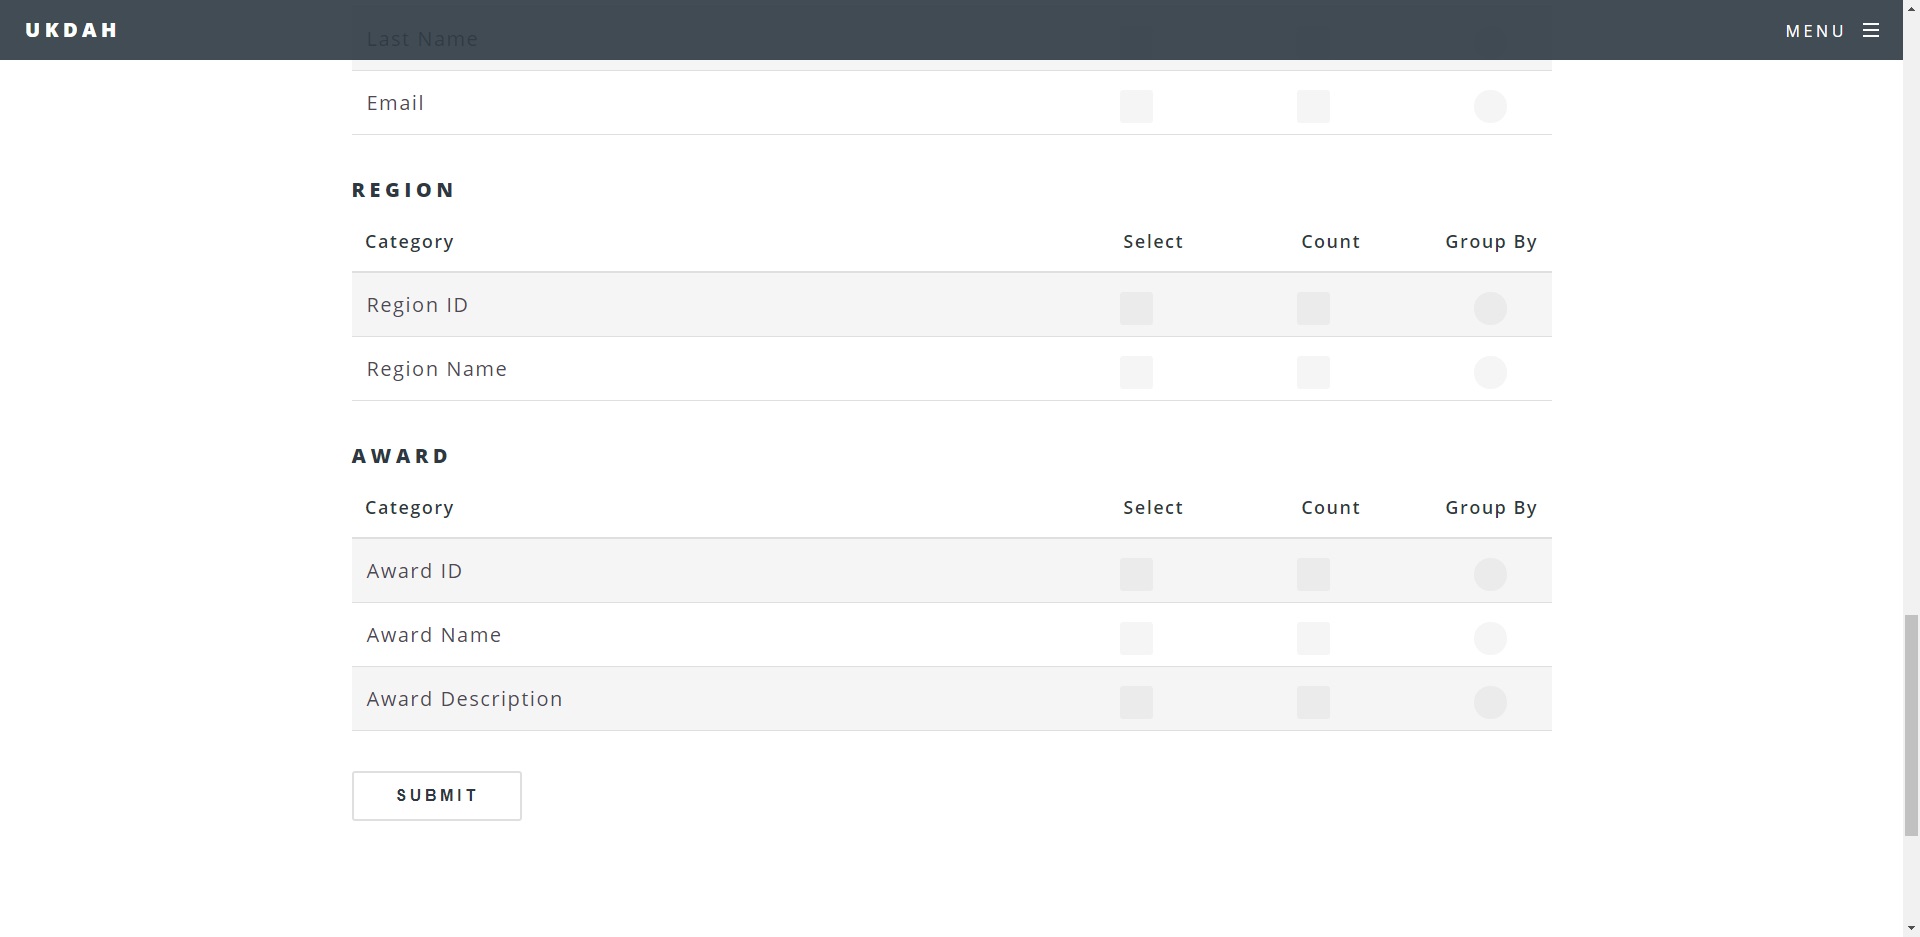 UKDAH
MENU
Last Name
Email
REGION
Category Select Count Group By
Region ID
Region Name
AWARD
Category Select Count Group By
Award ID
Award Name
Award Description
SUBMIT